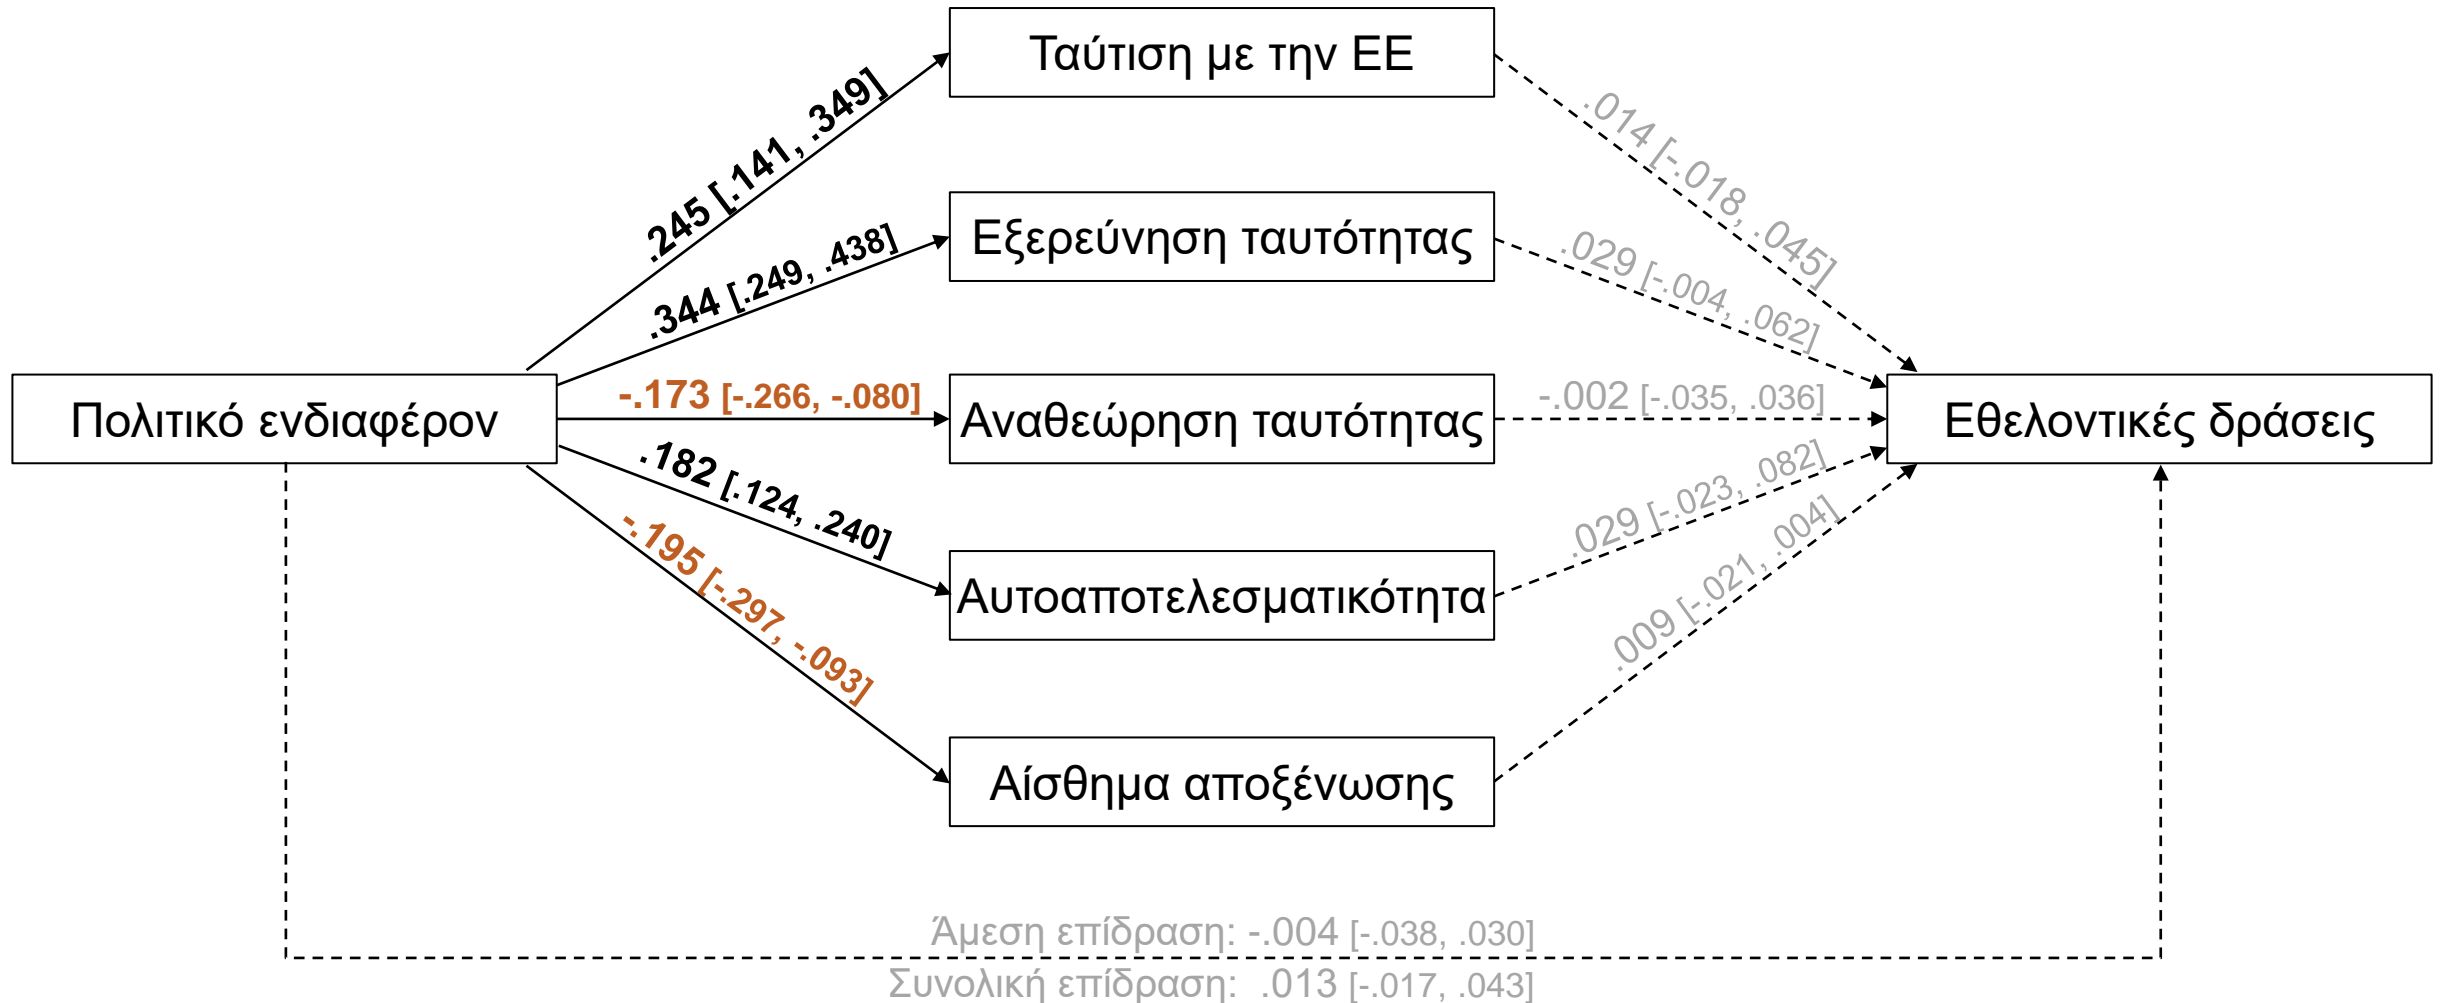 Ταύτιση με την ΕΕ
.245 [.141, .349]
.014 [-.018, .045]
Εξερεύνηση ταυτότητας
.344 [.249, .438]
.029 [-.004, .062]
Πολιτικό ενδιαφέρον
-.173 [-.266, -.080]
Αναθεώρηση ταυτότητας
-.002 [-.035, .036]
Εθελοντικές δράσεις
.182 [.124, .240]
Αυτοαποτελεσματικότητα
.029 [-.023, .082]
-.195 [-.297, -.093]
Αίσθημα αποξένωσης
.009 [-.021, .004]
Άμεση επίδραση: -.004 [-.038, .030]
Συνολική επίδραση: .013 [-.017, .043]